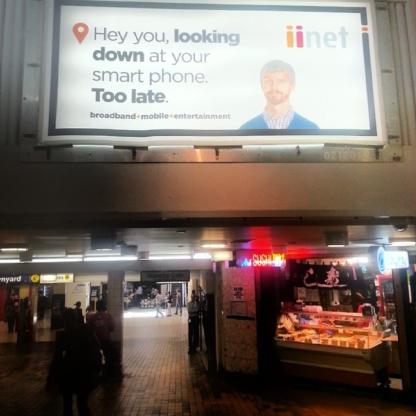 Hey you, looking
down at your
smart phone.
Too late.
broadband+mobile+entertainment
iinet
SUSHI